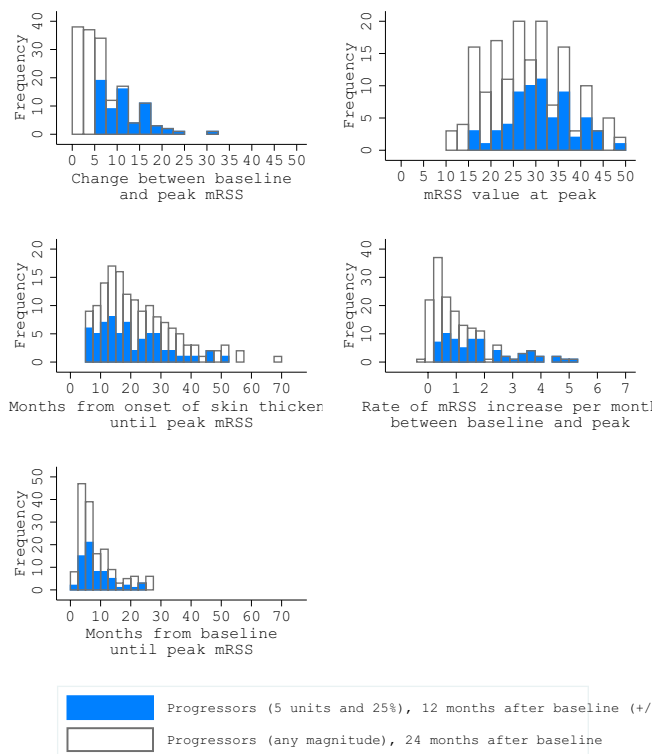 Frequency
0 10 20 30 40
0 5 10 15 20 25 30 35 40 45 50
Change between baseline
and peak mRSS
Frequency
0 5 10 15 20
0 5 10 15 20 25 30 35 40 45 50
mRSS value at peak
Frequency
0 5 10 15 20
0 10 20 30 40 50 60 70
Months from onset of skin thicken
until peak mRSS
Frequency
0 10 20 30 40
0 1 2 3 4 5 6 7
Rate of mRSS increase per month
between baseline and peak
Frequency
0 10 20 30 40 50
0 10 20 30 40 50 60 70
Months from baseline
until peak mRSS
Progressors (5 units and 25%), 12 months after baseline (+/
Progressors (any magnitude), 24 months after baseline